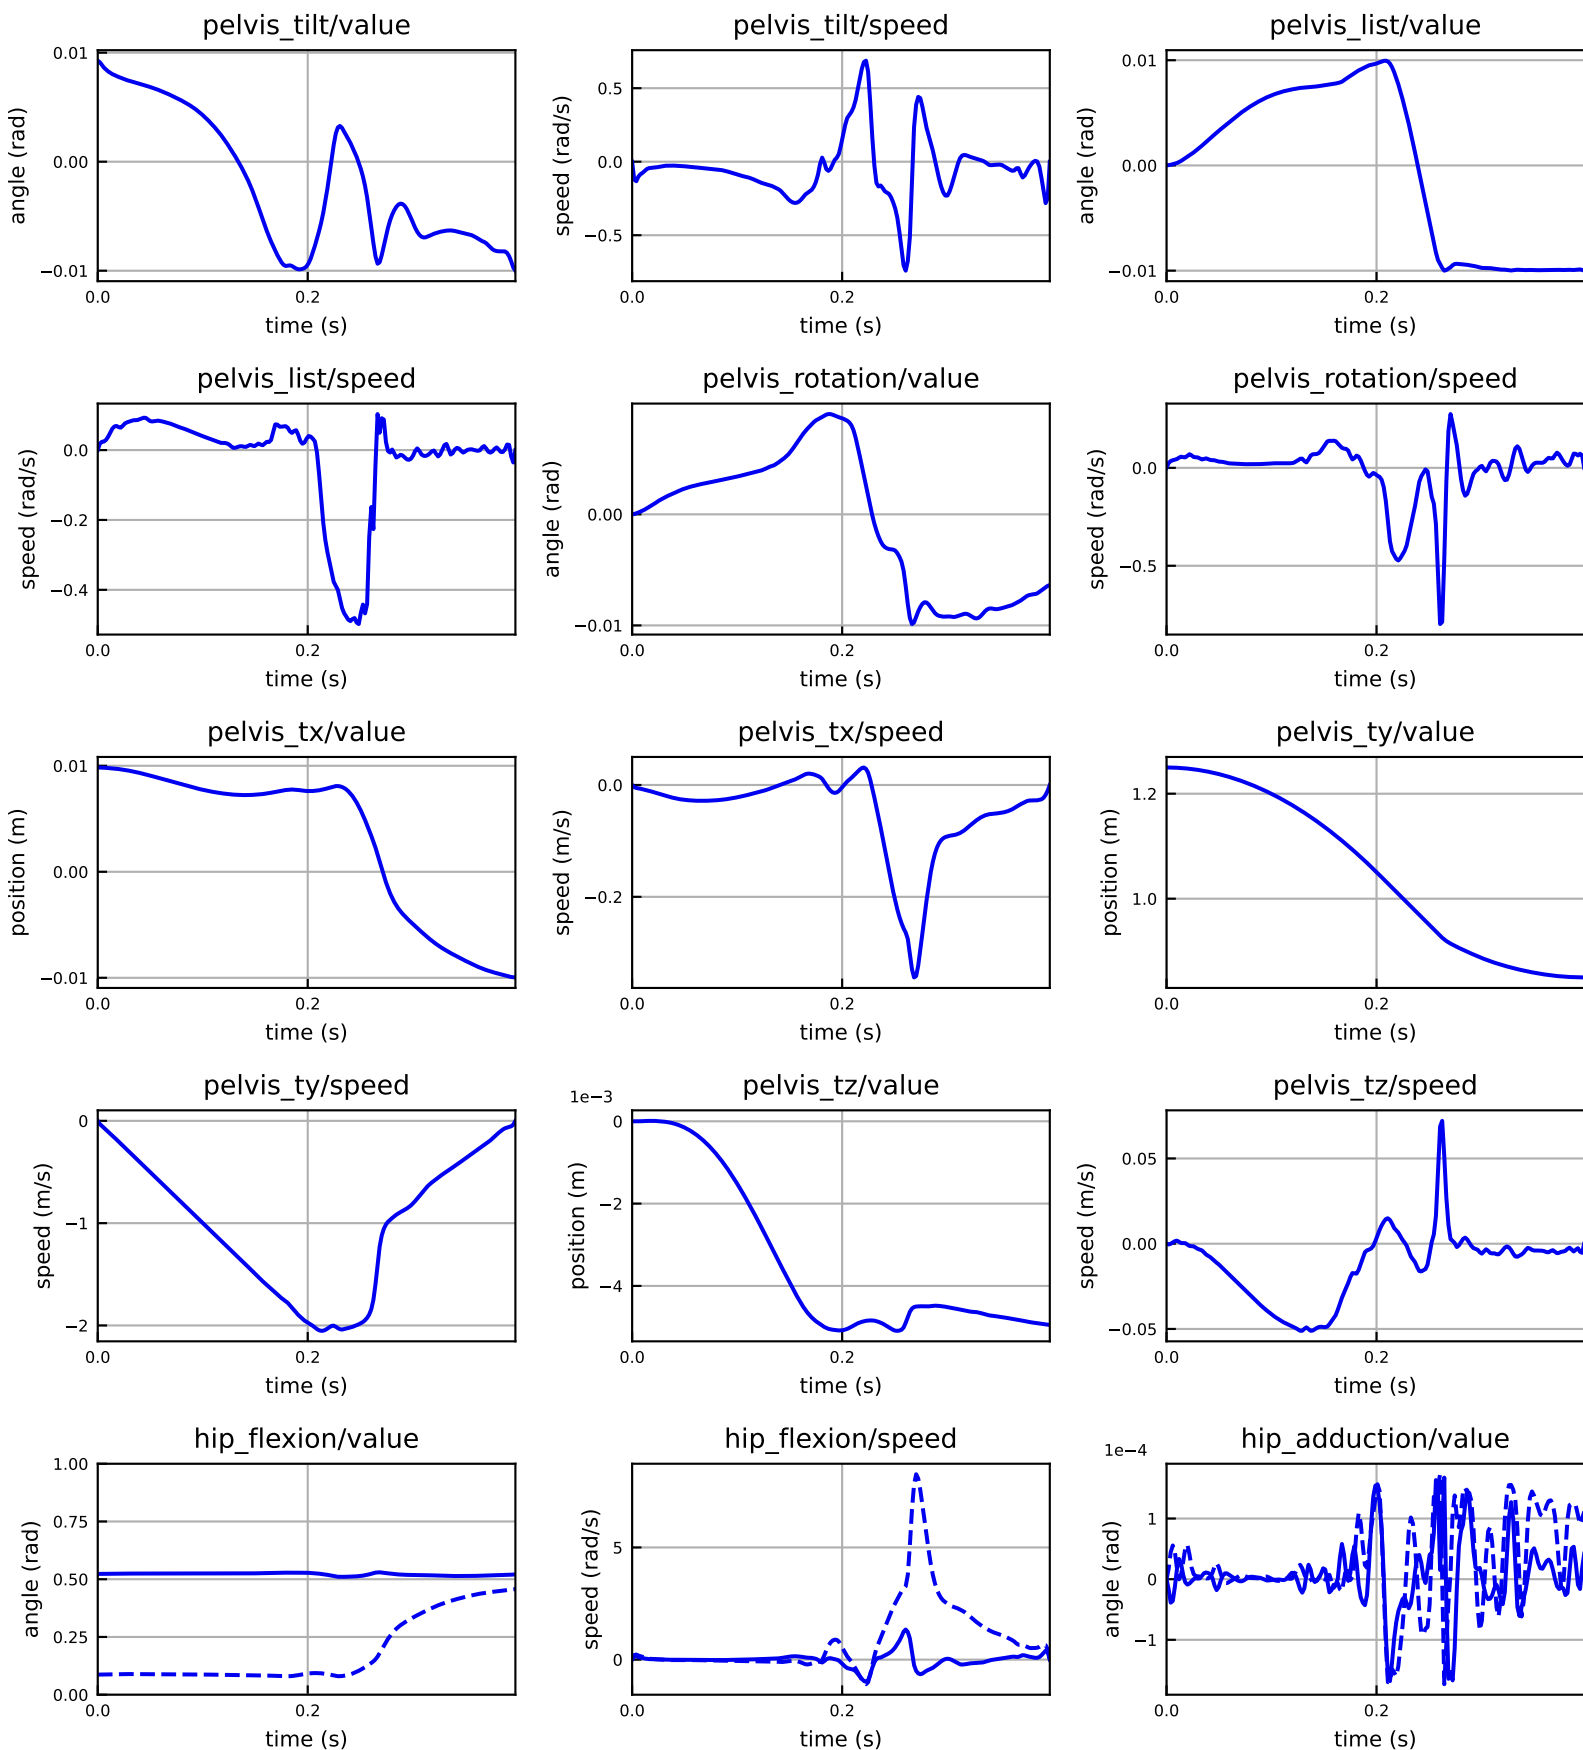 pelvis_tilt/value
0.01
0.00
−0.01
angle (rad)
0.0
0.2
time (s)
pelvis_tilt/speed
0.5
0.0
−0.5
speed (rad/s)
0.0
0.2
time (s)
pelvis_list/value
0.01
0.00
−0.01
angle (rad)
0.0
0.2
time (s)
pelvis_list/speed
0.0
−0.2
−0.4
speed (rad/s)
0.0
0.2
time (s)
pelvis_rotation/value
0.00
−0.01
angle (rad)
0.0
0.2
time (s)
pelvis_rotation/speed
0.0
−0.5
speed (rad/s)
0.0
0.2
time (s)
pelvis_tx/value
0.01
0.00
−0.01
position (m)
0.0
0.2
time (s)
pelvis_tx/speed
0.0
−0.2
speed (m/s)
0.0
0.2
time (s)
pelvis_ty/value
1.2
1.0
position (m)
0.0
0.2
time (s)
pelvis_ty/speed
0
−1
−2
speed (m/s)
0.0
0.2
time (s)
pelvis_tz/value
1e−3
0
−2
−4
position (m)
0.0
0.2
time (s)
pelvis_tz/speed
0.05
0.00
−0.05
speed (m/s)
0.0
0.2
time (s)
hip_flexion/value
1.00
0.75
0.50
0.25
0.00
angle (rad)
0.0
0.2
time (s)
hip_flexion/speed
5
0
speed (rad/s)
0.0
0.2
time (s)
hip_adduction/value
1e−4
1
0
−1
angle (rad)
0.0
0.2
time (s)